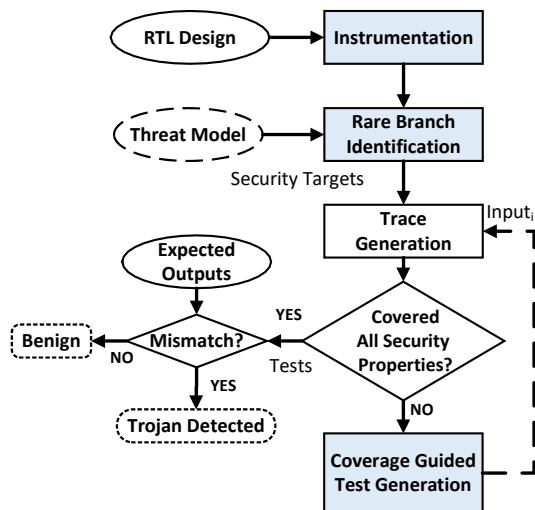 RTL Design
Instrumentation
Threat Model
Rare Branch
Identification
Security Targets
Trace
Generation
Input_i
Expected
Outputs
Covered
All Security
Properties?
YES
Tests
Mismatch?
NO
Benign
YES
Trojan Detected
NO
Coverage Guided
Test Generation